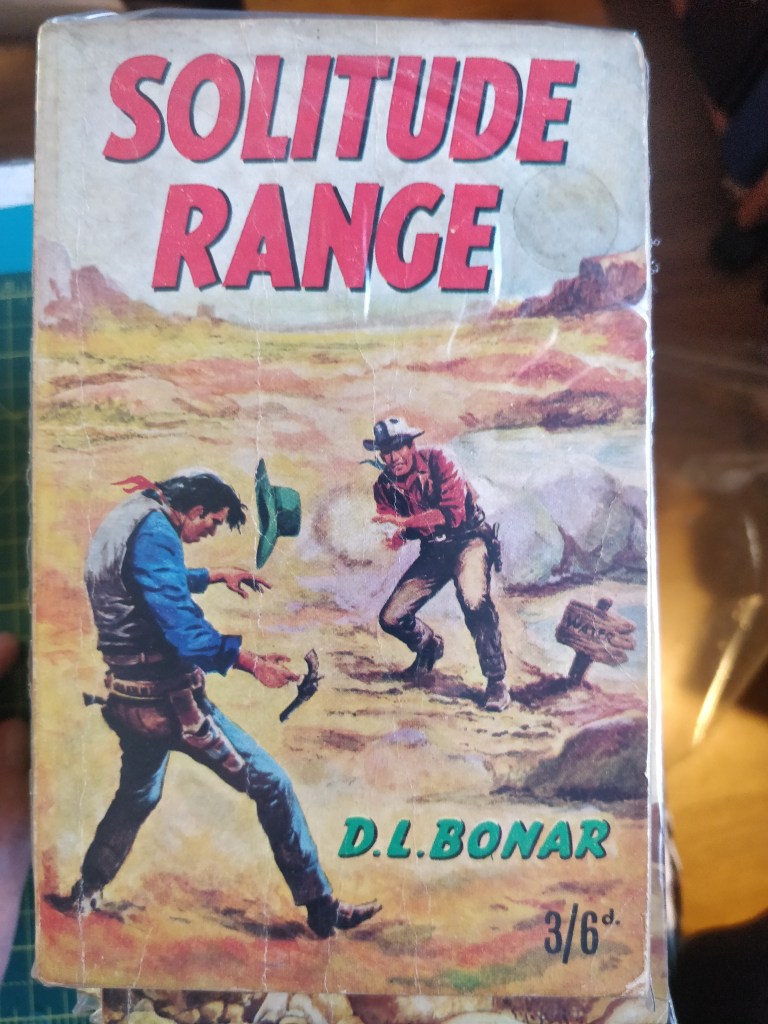 SOLITUDE
RANGE
D.L.BONAR
3/6d.